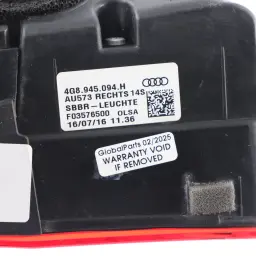 4G8.945.094.H
AU573 RECHTS 14S
SBBR-LEUCHTE
F03576500 OLSA
16/07/16 11.36
GlobalParts 02/2025
WARRANTY VOID
IF REMOVED